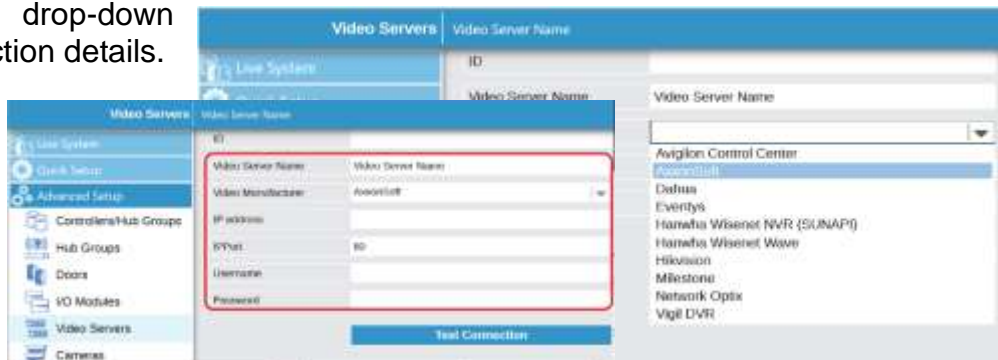 drop-down
ction details.
Video Servers
Video Server Name
Live System
ID
Video Server Name
Video Server Name
Avigilon Control Center
AxxonSoft
Dahua
Eventys
Hanwha Wisenet NVR (SUNAPI)
Hanwha Wisenet Wave
Hikvision
Milestone
Network Optix
Vigil DVR
Video Servers
Video Server Name
Live System
Quick Setup
Advanced Setup
Controllers/Hub Groups
Hub Groups
Doors
I/O Modules
Video Servers
Cameras
ID
Video Server Name
Video Server Name
Video Manufacturer
AxxonSoft
IP address
IP Port
80
Username
Password
Test Connection